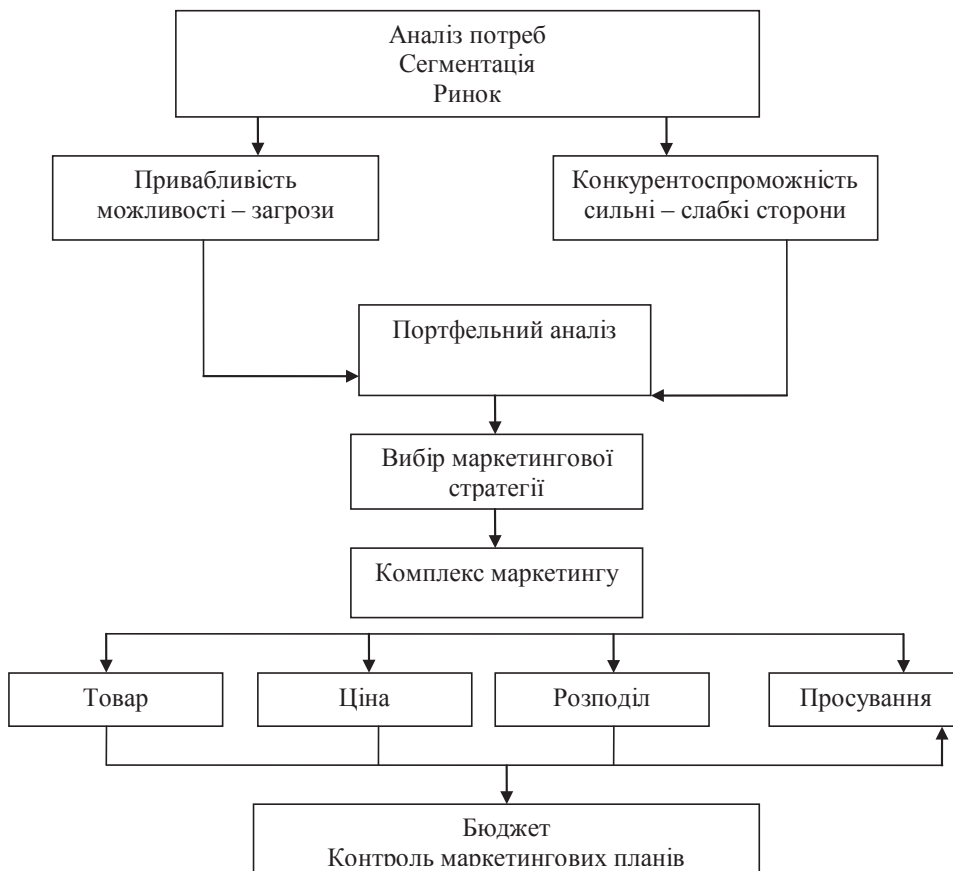 Аналіз потреб
Сегментація
Ринок
Привабливість
можливості – загрози
Конкурентоспроможність
сильні – слабкі сторони
Портфельний аналіз
Вибір маркетингової
стратегії
Комплекс маркетингу
Товар
Ціна
Розподіл
Просування
Бюджет
Контроль маркетингових планів